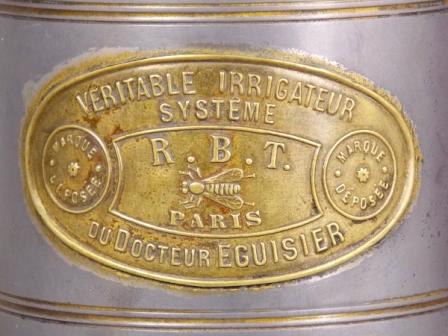 VÉRITABLE IRRIGATEUR
SYSTÈME
R.B.T.
MARQUE DÉPOSÉE
MARQUE DÉPOSÉE
PARIS
DU DOCTEUR EGUISIER